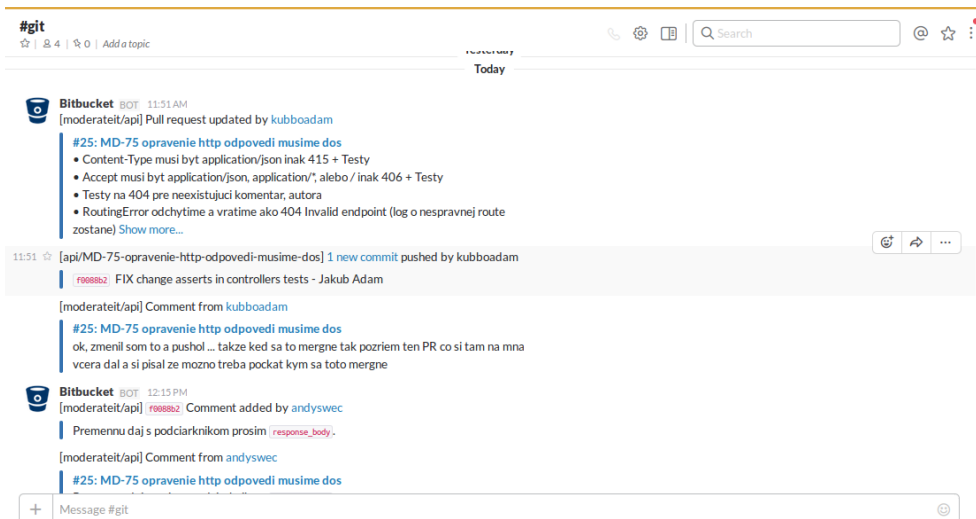 #git
4 | 0 | Add a topic
Search
Yesterday
Today
Bitbucket BOT 11:51 AM
[moderateit/api] Pull request updated by kubboadam
#25: MD-75 opravenie http odpovedi musime dos
• Content-Type musi byt application/json inak 415 + Testy
• Accept musi byt application/json, application/*, alebo / inak 406 + Testy
• Testy na 404 pre neexistujuci komentar, autora
• RoutingError odchytime a vratime ako 404 Invalid endpoint (log o nespravnej route
zostane) Show more...
11:51 [api/MD-75-opravenie-http-odpovedi-musime-dos] 1 new commit pushed by kubboadam
f0088b2 FIX change asserts in controllers tests - Jakub Adam
[moderateit/api] Comment from kubboadam
#25: MD-75 opravenie http odpovedi musime dos
ok, zmenil som to a pushol ... takze ked sa to mergne tak pozriem ten PR co si tam na mna
vcera dal a si pisal ze mozno treba pockat kym sa toto mergne
Bitbucket BOT 12:15 PM
[moderateit/api] f0088b2 Comment added by andyswec
Premennu daj s podciarknikom prosim response_body.
[moderateit/api] Comment from andyswec
#25: MD-75 opravenie http odpovedi musime dos
Message #git